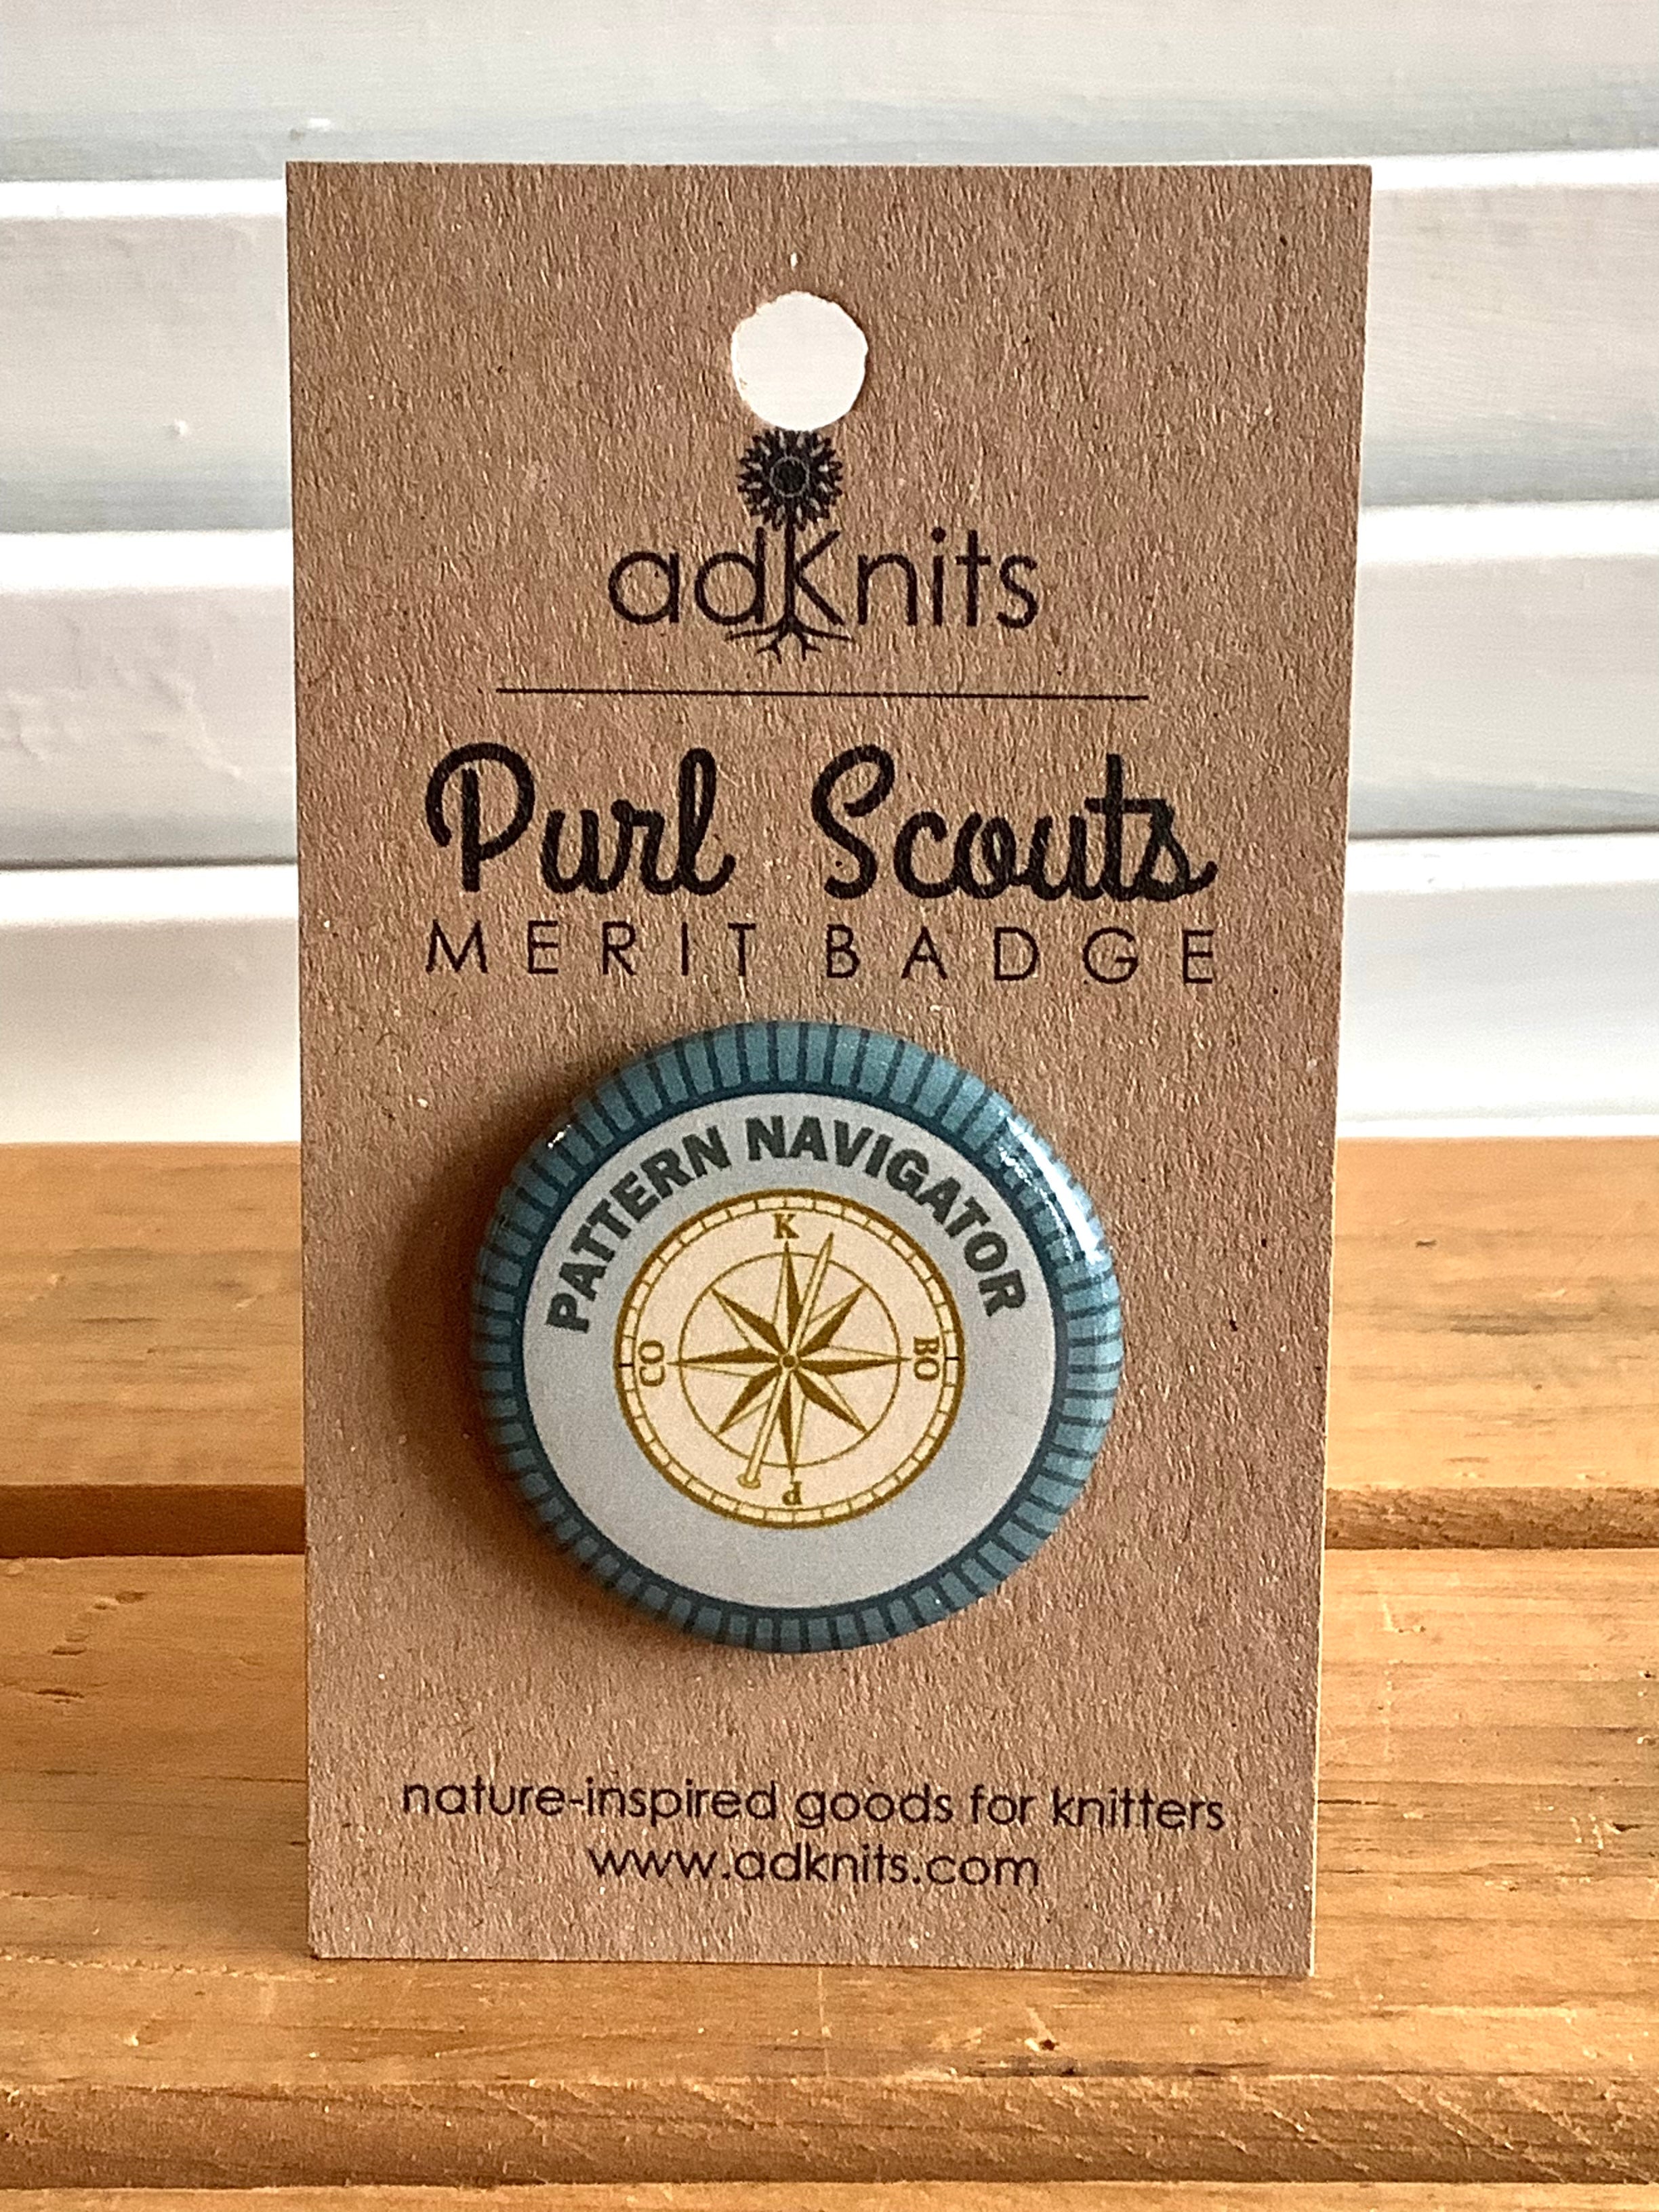 adKnits
Purl Scouts
MERIT BADGE
PATTERN NAVIGATOR
K
CO
BO
P
nature-inspired goods for knitters
www.adknits.com